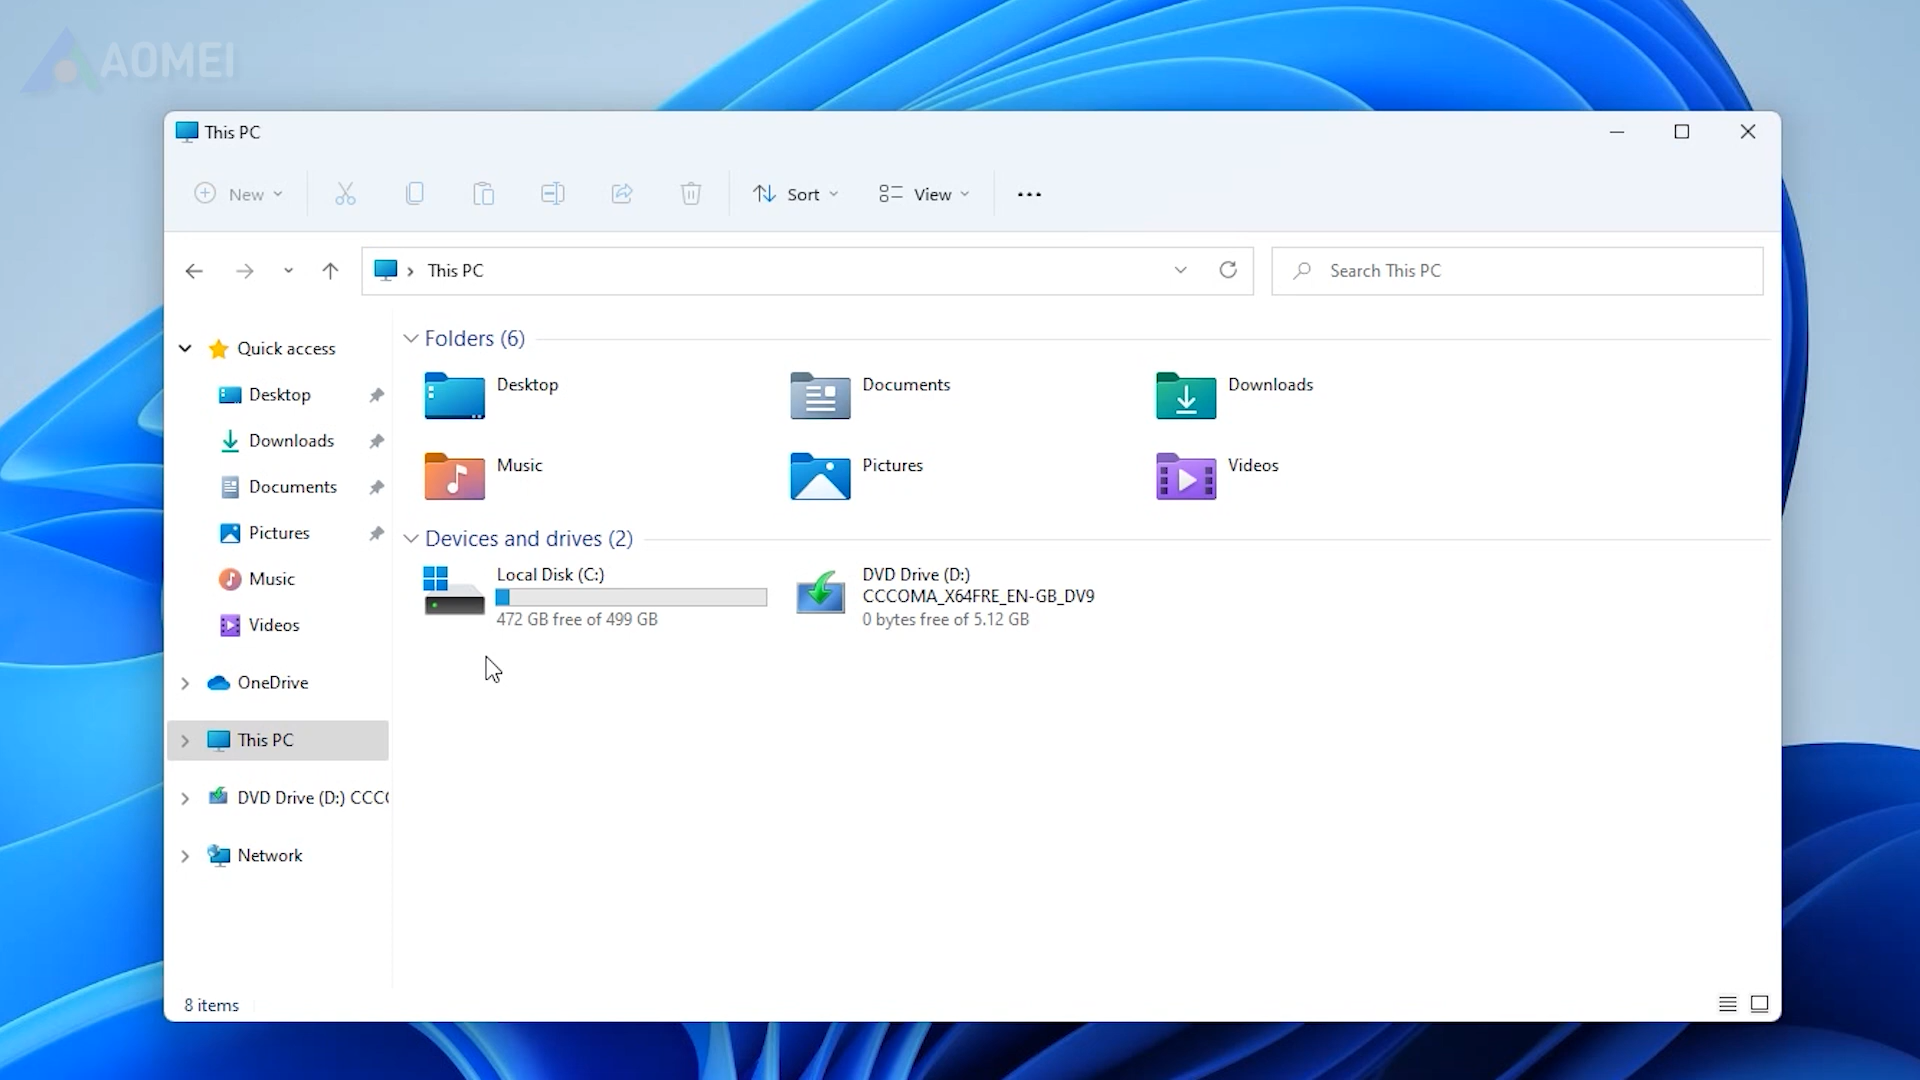 AOMEI
This PC
New
Sort
View
This PC
Search This PC
Quick access
Desktop
Downloads
Documents
Pictures
Music
Videos
OneDrive
This PC
DVD Drive (D:) CCC
Network
Folders (6)
Desktop
Documents
Downloads
Music
Pictures
Videos
Devices and drives (2)
Local Disk (C:)
472 GB free of 499 GB
DVD Drive (D:)
CCCOMA_X64FRE_EN-GB_DV9
0 bytes free of 5.12 GB
8 items